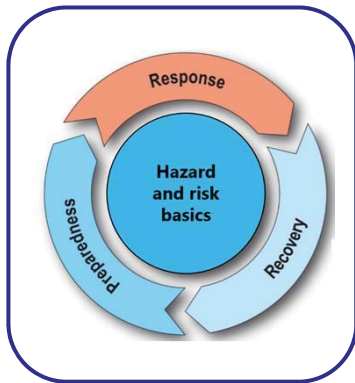 Response
Hazard
and risk
basics
Preparedness
Recovery